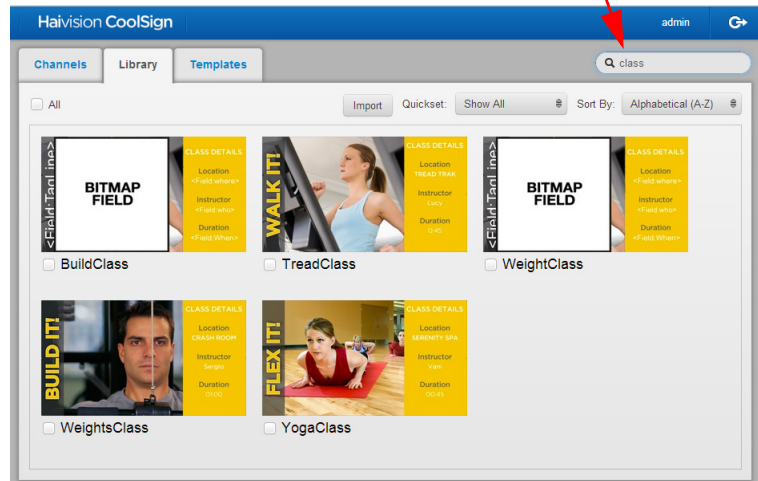 Haivision CoolSign
admin
Channels
Library
Templates
class
All
Import
Quickset:
Show All
Sort By:
Alphabetical (A-Z)
<Field:TagLine>
BITMAP
FIELD
CLASS DETAILS
Location
<Field where>
Instructor
<Field who>
Duration
<Field When>
BuildClass
WALK IT!
CLASS DETAILS
Location
TREAD TRAK
Instructor
Lucy
Duration
0:45
TreadClass
<Field:TagLine>
BITMAP
FIELD
CLASS DETAILS
Location
<Field where>
Instructor
<Field who>
Duration
<Field When>
WeightClass
BUILD IT!
CLASS DETAILS
Location
CRASH ROOM
Instructor
Sergio
Duration
01:00
WeightsClass
FLEX IT!
CLASS DETAILS
Location
SERENITY SPA
Instructor
Duration
00:45
YogaClass